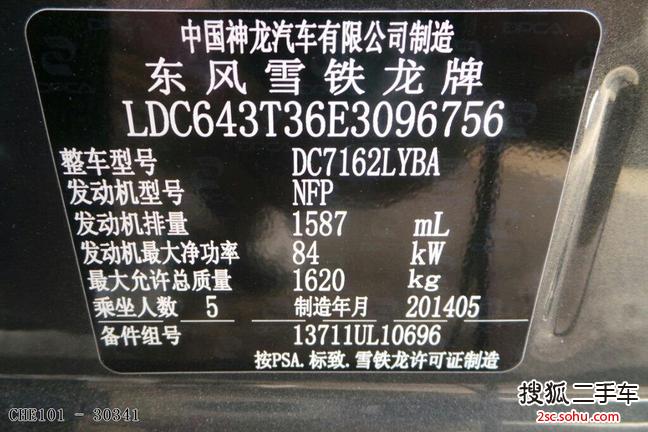 中国神龙汽车有限公司制造
东风雪铁龙牌
LDC643T36E3096756
整车型号 DC7162LYBA
发动机型号 NFP
发动机排量 1587 mL
发动机最大净功率 84 kW
最大允许总质量 1620 kg
乘坐人数 5 制造年月 201405
备件组号 13711UL10696
按PSA.标致.雪铁龙许可证制造
CHE101 - 30341
搜狐二手车
2sc.sohu.com